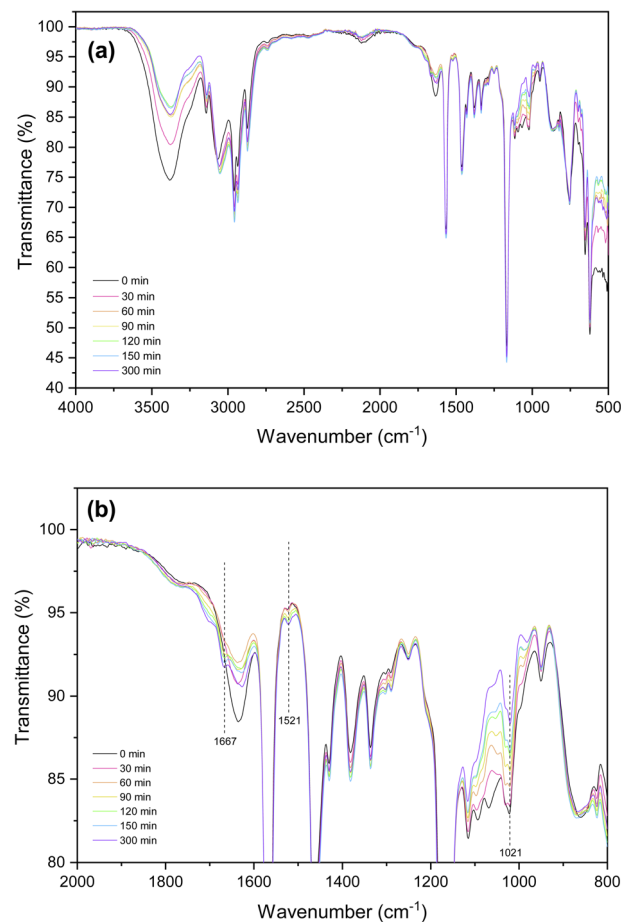 (a)
100
95
90
85
80
75
70
65
60
55
50
45
40
Transmittance (%)
0 min
30 min
60 min
90 min
120 min
150 min
300 min
4000 3500 3000 2500 2000 1500 1000 500
Wavenumber (cm⁻¹)
(b)
100
95
90
85
80
Transmittance (%)
1667
1521
1021
0 min
30 min
60 min
90 min
120 min
150 min
300 min
2000 1800 1600 1400 1200 1000 800
Wavenumber (cm⁻¹)